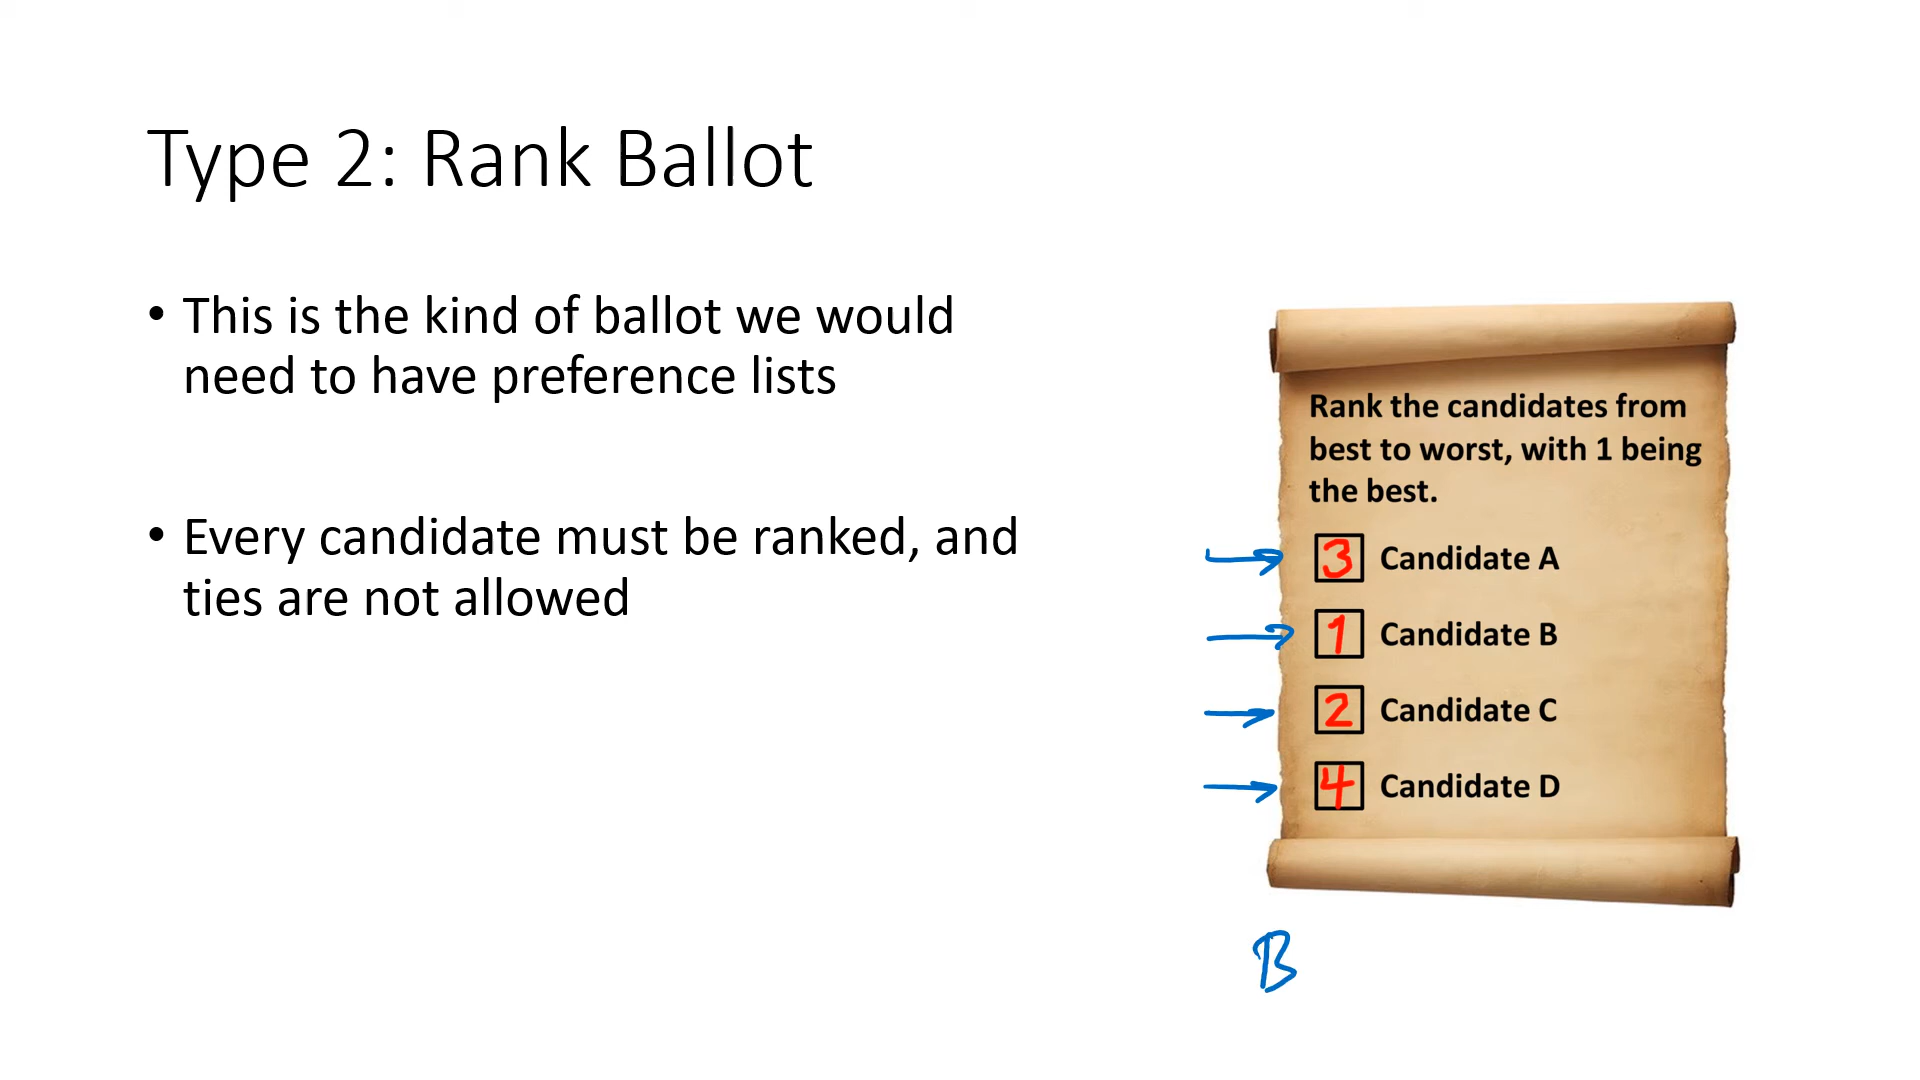 Type 2: Rank Ballot
• This is the kind of ballot we would
need to have preference lists
• Every candidate must be ranked, and
ties are not allowed
Rank the candidates from
best to worst, with 1 being
the best.
3 Candidate A
1 Candidate B
2 Candidate C
4 Candidate D
B